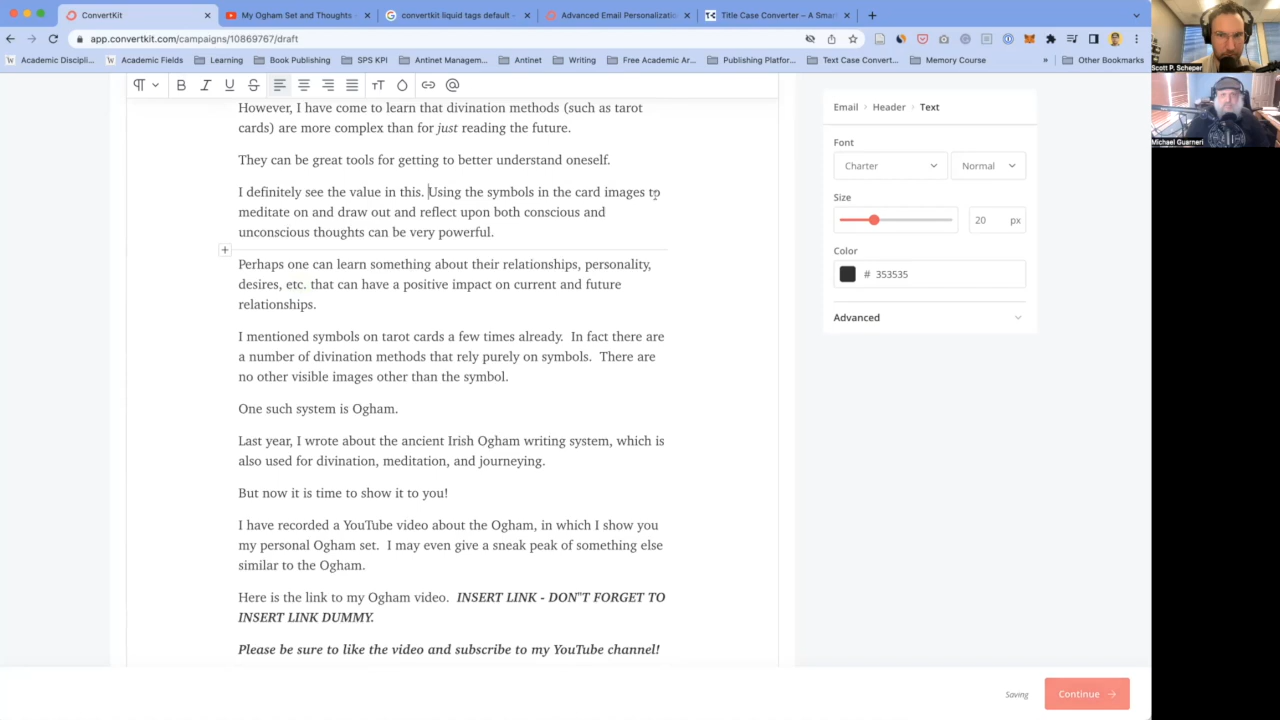 ConvertKit
My Ogham Set and Thoughts -
convertkit liquid tags default -
Advanced Email Personalizatio
Title Case Converter – A Smar
app.convertkit.com/campaigns/10869767/draft
Academic Discipli...
Academic Fields
Learning
Book Publishing
SPS KPI
Antinet Marketing
Antinet
Writing
Free Academic Ar...
Publishing Platfor...
Text Case Convert...
Memory Course
»
Other Bookmarks
However, I have come to learn that divination methods (such as tarot
cards) are more complex than for just reading the future.
They can be great tools for getting to better understand oneself.
I definitely see the value in this. Using the symbols in the card images to
meditate on and draw out and reflect upon both conscious and
unconscious thoughts can be very powerful.
Perhaps one can learn something about their relationships, personality,
desires, etc. that can have a positive impact on current and future
relationships.
I mentioned symbols on tarot cards a few times already.  In fact there are
a number of divination methods that rely purely on symbols.  There are
no other visible images other than the symbol.
One such system is Ogham.
Last year, I wrote about the ancient Irish Ogham writing system, which is
also used for divination, meditation, and journeying.
But now it is time to show it to you!
I have recorded a YouTube video about the Ogham, in which I show you
my personal Ogham set.  I may even give a sneak peak of something else
similar to the Ogham.
Here is the link to my Ogham video.  INSERT LINK - DON"T FORGET TO
INSERT LINK DUMMY.
Please be sure to like the video and subscribe to my YouTube channel!
Email > Header > Text
Font
Charter
Normal
Size
20 px
Color
# 353535
Advanced
Saving
Continue →
Scott P. Scheper
Michael Guarneri